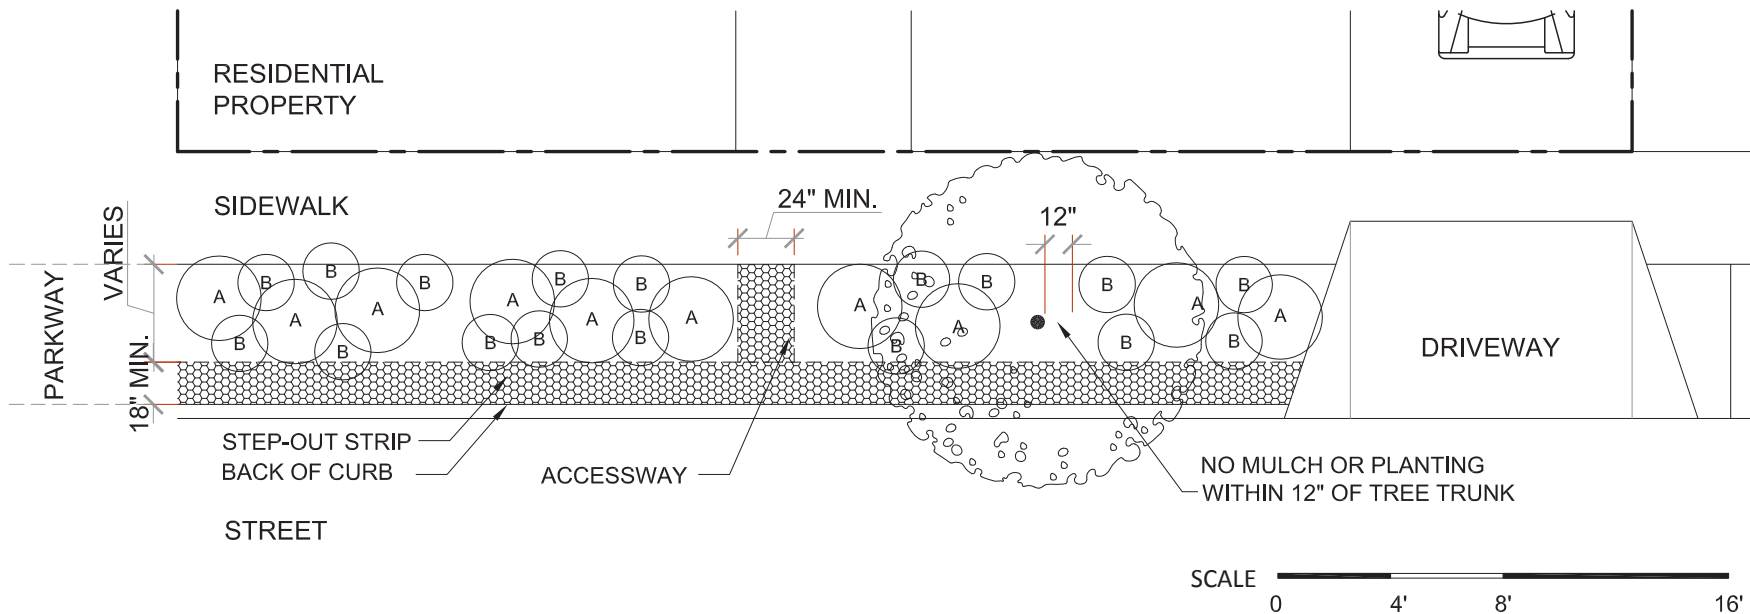 RESIDENTIAL
PROPERTY
SIDEWALK
24" MIN.
12"
VARIES
PARKWAY
18" MIN.
A
B
B
A
A
B
B
B
A
B
A
B
A
B
B
B
A
B
B
A
B
B
A
B
A
B
B
A
DRIVEWAY
STEP-OUT STRIP
BACK OF CURB
ACCESSWAY
NO MULCH OR PLANTING
WITHIN 12" OF TREE TRUNK
STREET
SCALE
0 4' 8' 16'